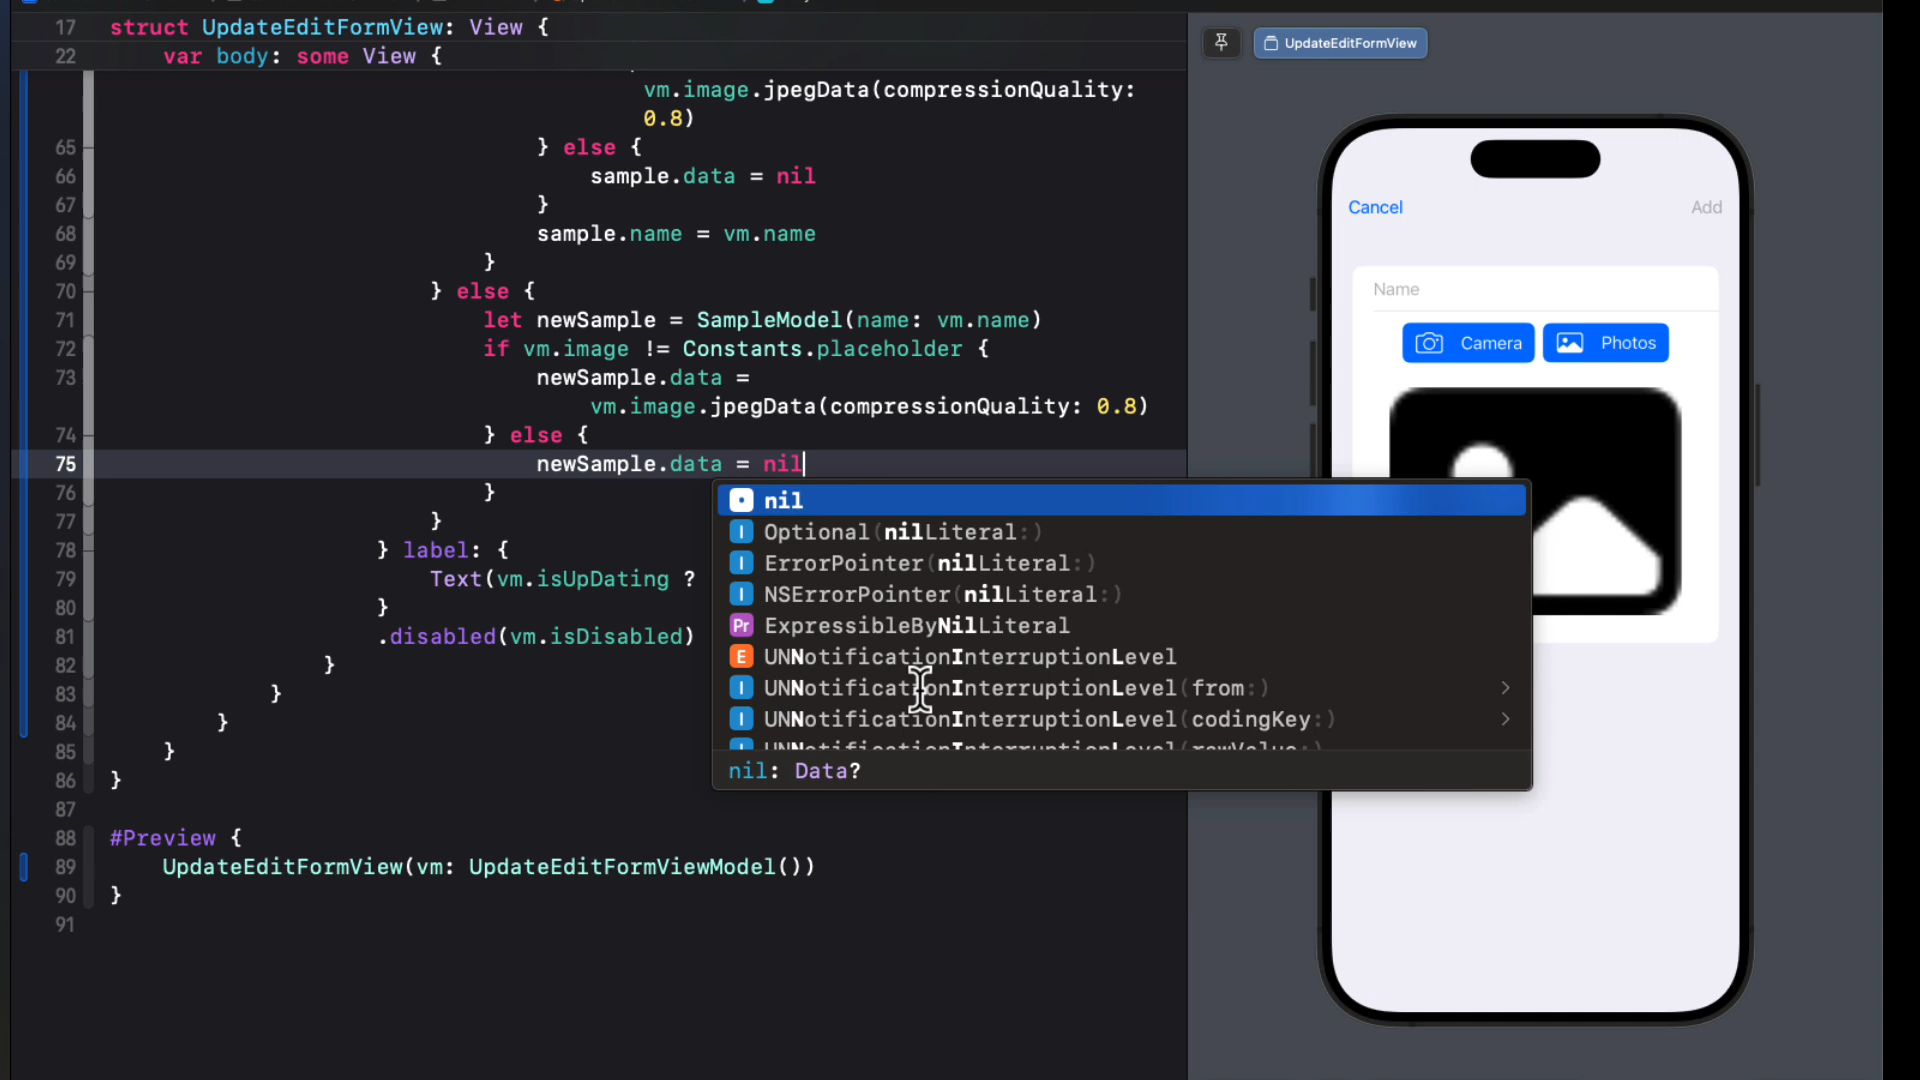 17 struct UpdateEditFormView: View {
22 var body: some View {
vm.image.jpegData(compressionQuality:
0.8)
65 } else {
66 sample.data = nil
67 }
68 sample.name = vm.name
69 }
70 } else {
71 let newSample = SampleModel(name: vm.name)
72 if vm.image != Constants.placeholder {
73 newSample.data =
vm.image.jpegData(compressionQuality: 0.8)
74 } else {
75 newSample.data = nil
76 }
77 }
78 } label: {
79 Text(vm.isUpDating ?
80 }
81 .disabled(vm.isDisabled)
82 }
83 }
84 }
85 }
86 }
87
88 #Preview {
89 UpdateEditFormView(vm: UpdateEditFormViewModel())
90 }
91
nil
I Optional(nilLiteral:)
I ErrorPointer(nilLiteral:)
I NSErrorPointer(nilLiteral:)
Pr ExpressibleByNilLiteral
E UNNotificationInterruptionLevel
I UNNotificationInterruptionLevel(from:)
I UNNotificationInterruptionLevel(codingKey:)
I UNNotificationInterruptionLevel(rawValue:)
nil: Data?
UpdateEditFormView
Cancel
Add
Name
Camera
Photos